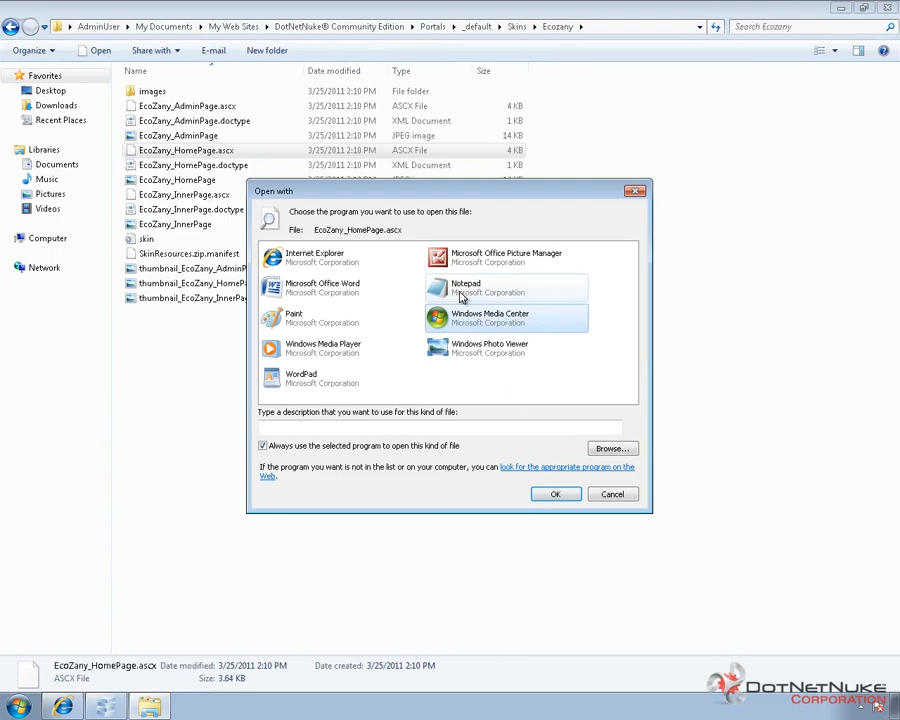 AdminUser ▸ My Documents ▸ My Web Sites ▸ DotNetNuke® Community Edition ▸ Portals ▸ _default ▸ Skins ▸ Ecozany ▸
Search Ecozany
Organize
Open
Share with
E-mail
New folder
Favorites
Desktop
Downloads
Recent Places
Libraries
Documents
Music
Pictures
Videos
Computer
Network
Name Date modified Type Size
images 3/25/2011 2:10 PM File folder
EcoZany_AdminPage.ascx 3/25/2011 2:10 PM ASCX File 4 KB
EcoZany_AdminPage.doctype 3/25/2011 2:10 PM XML Document 1 KB
EcoZany_AdminPage 3/25/2011 2:10 PM JPEG image 14 KB
EcoZany_HomePage.ascx 3/25/2011 2:10 PM ASCX File 4 KB
EcoZany_HomePage.doctype 3/25/2011 2:10 PM XML Document 1 KB
EcoZany_HomePage
EcoZany_InnerPage.ascx
EcoZany_InnerPage.doctype
EcoZany_InnerPage
skin
SkinResources.zip.manifest
thumbnail_EcoZany_AdminP
thumbnail_EcoZany_HomeP
thumbnail_EcoZany_InnerPa
Open with
Choose the program you want to use to open this file:
File: EcoZany_HomePage.ascx
Internet Explorer
Microsoft Corporation
Microsoft Office Picture Manager
Microsoft Corporation
Microsoft Office Word
Microsoft Corporation
Notepad
Microsoft Corporation
Paint
Microsoft Corporation
Windows Media Center
Microsoft Corporation
Windows Media Player
Microsoft Corporation
Windows Photo Viewer
Microsoft Corporation
WordPad
Microsoft Corporation
Type a description that you want to use for this kind of file:
Always use the selected program to open this kind of file
Browse...
If the program you want is not in the list or on your computer, you can look for the appropriate program on the
Web.
OK
Cancel
EcoZany_HomePage.ascx Date modified: 3/25/2011 2:10 PM Date created: 3/25/2011 2:10 PM
ASCX File Size: 3.64 KB
DotNetNuke
Corporation